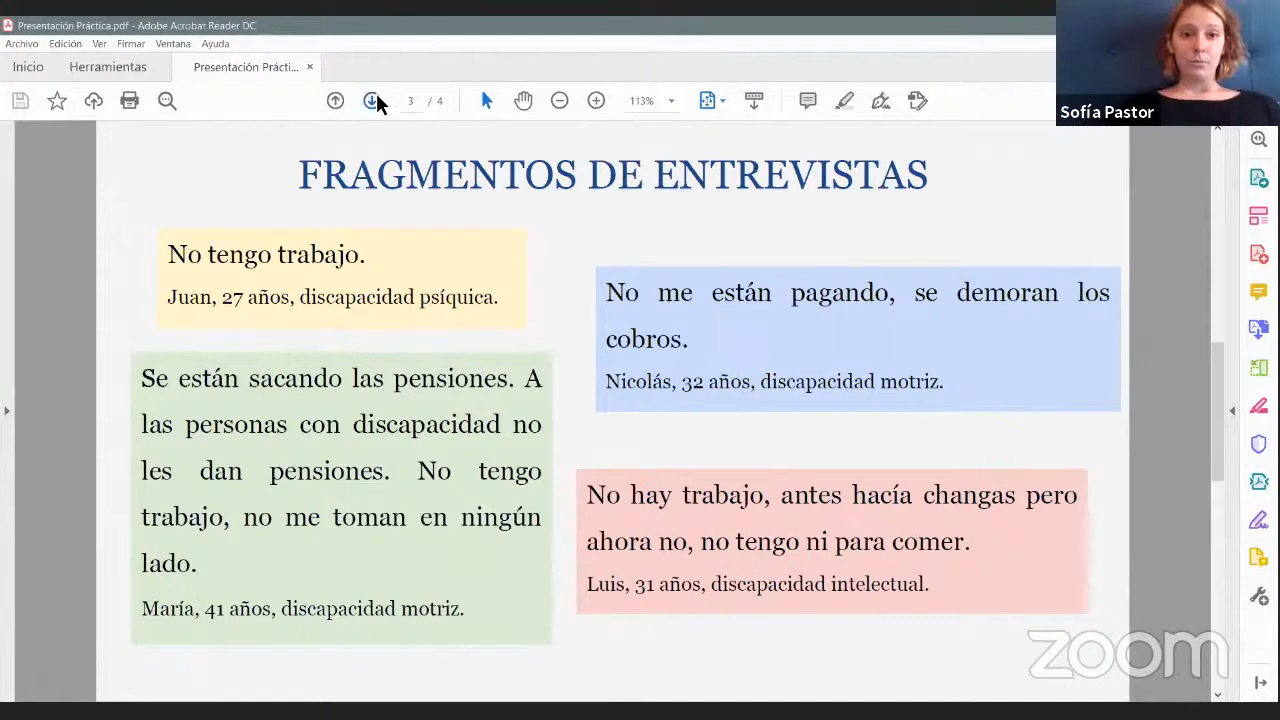 Presentación Práctica.pdf - Adobe Acrobat Reader DC
Archivo Edición Ver Firmar Ventana Ayuda
Inicio Herramientas Presentación Prácti... ×
3 / 4 113%
Sofía Pastor
FRAGMENTOS DE ENTREVISTAS
No tengo trabajo.
Juan, 27 años, discapacidad psíquica.
Se están sacando las pensiones. A
las personas con discapacidad no
les dan pensiones. No tengo
trabajo, no me toman en ningún
lado.
María, 41 años, discapacidad motriz.
No me están pagando, se demoran los
cobros.
Nicolás, 32 años, discapacidad motriz.
No hay trabajo, antes hacía changas pero
ahora no, no tengo ni para comer.
Luis, 31 años, discapacidad intelectual.
zoom